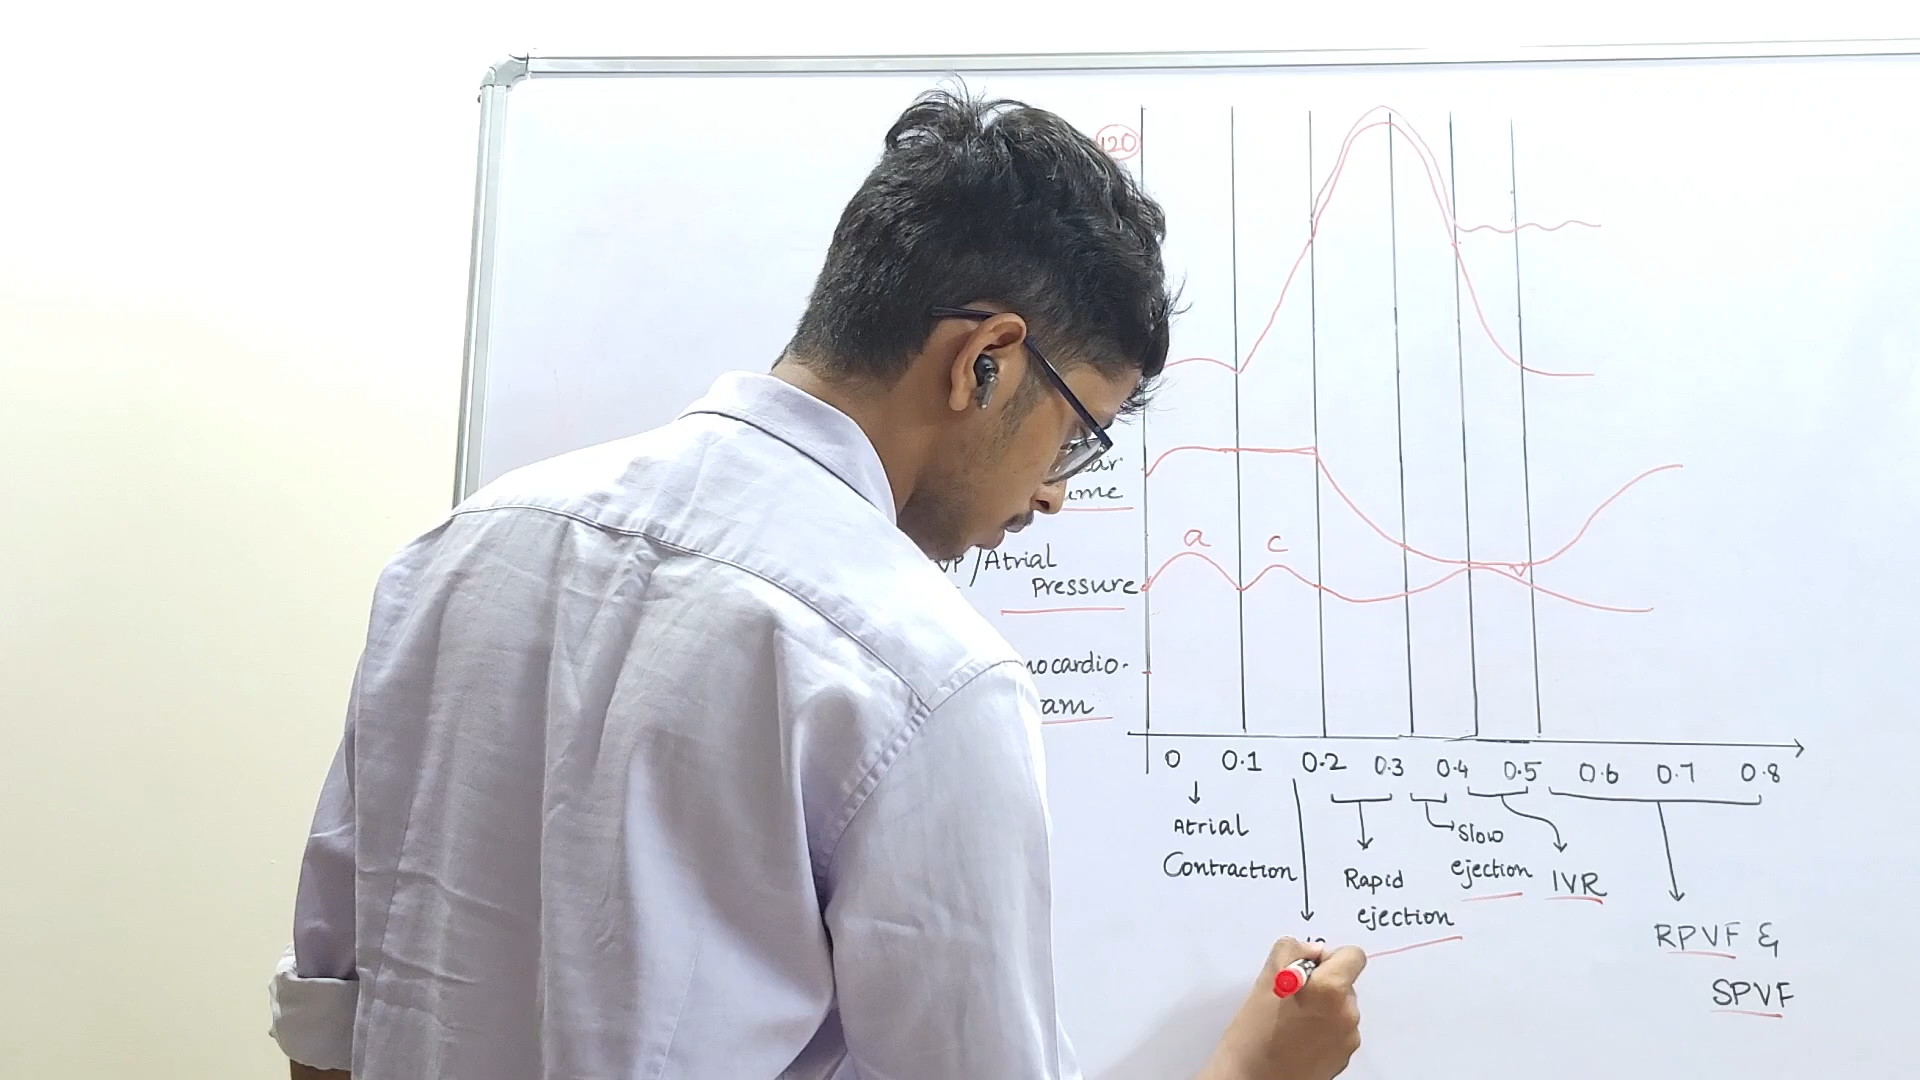 120
a
c
/Atrial
Pressure
v
0 0.1 0.2 0.3 0.4 0.5 0.6 0.7 0.8
Atrial
Contraction
Rapid
ejection
Slow
ejection
IVR
RPVF &
SPVF